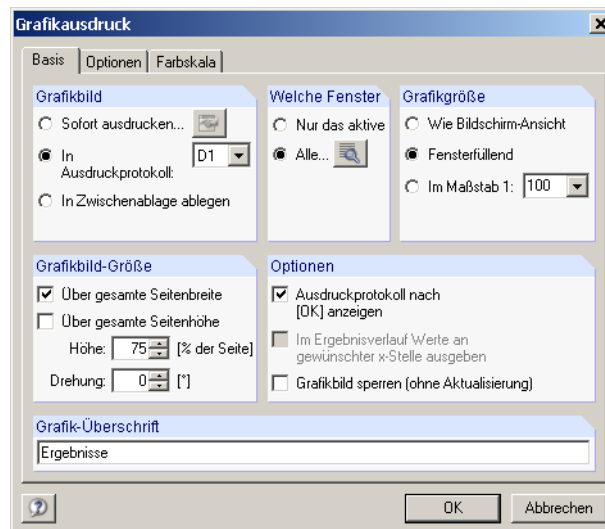 Grafikausdruck
Basis Optionen Farbskala
Grafikbild
Sofort ausdrucken...
In
Ausdruckprotokoll:
D1
In Zwischenablage ablegen
Welche Fenster
Nur das aktive
Alle...
Grafikgröße
Wie Bildschirm-Ansicht
Fensterfüllend
Im Maßstab 1: 100
Grafikbild-Größe
Über gesamte Seitenbreite
Über gesamte Seitenhöhe
Höhe: 75 [% der Seite]
Drehung: 0 [°]
Optionen
Ausdruckprotokoll nach
[OK] anzeigen
Im Ergebnisverlauf Werte an
gewünschter x-Stelle ausgeben
Grafikbild sperren (ohne Aktualisierung)
Grafik-Überschrift
Ergebnisse
OK Abbrechen